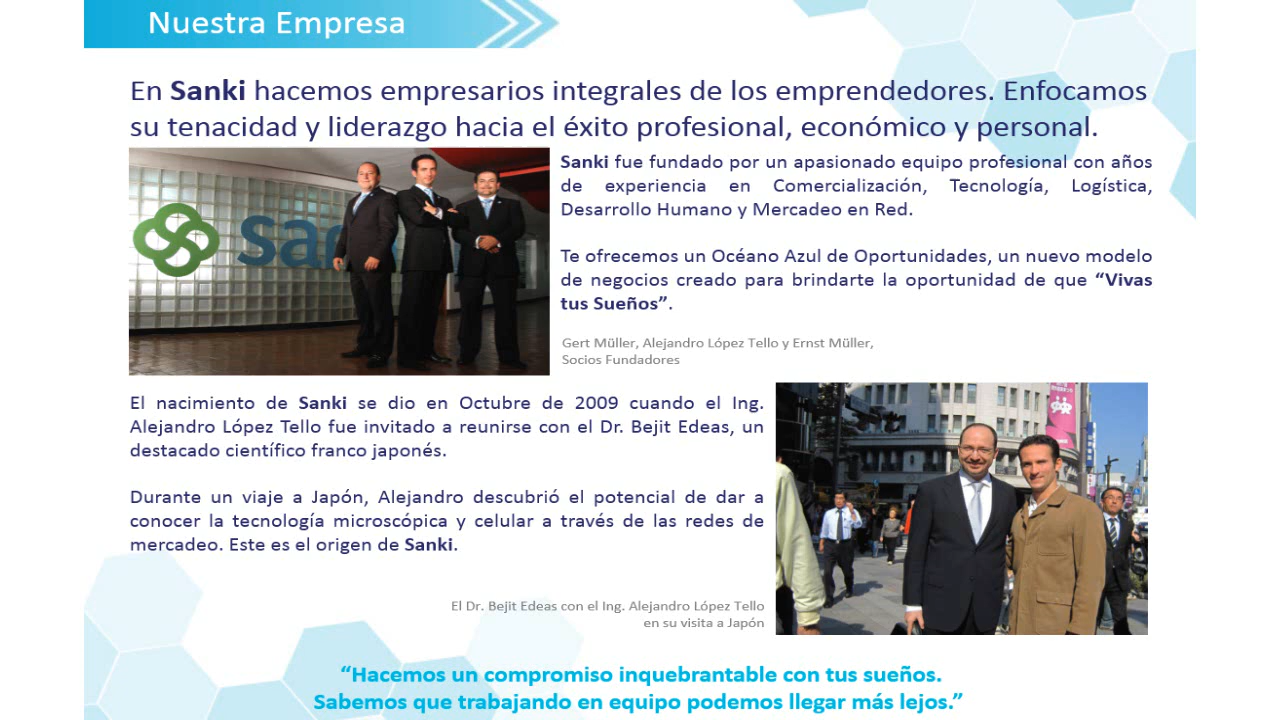 Nuestra Empresa
En Sanki hacemos empresarios integrales de los emprendedores. Enfocamos
su tenacidad y liderazgo hacia el éxito profesional, económico y personal.
San
Sanki fue fundado por un apasionado equipo profesional con años
de experiencia en Comercialización, Tecnología, Logística,
Desarrollo Humano y Mercadeo en Red.
Te ofrecemos un Océano Azul de Oportunidades, un nuevo modelo
de negocios creado para brindarte la oportunidad de que “Vivas
tus Sueños”.
Gert Müller, Alejandro López Tello y Ernst Müller,
Socios Fundadores
El nacimiento de Sanki se dio en Octubre de 2009 cuando el Ing.
Alejandro López Tello fue invitado a reunirse con el Dr. Bejit Edeas, un
destacado científico franco japonés.
Durante un viaje a Japón, Alejandro descubrió el potencial de dar a
conocer la tecnología microscópica y celular a través de las redes de
mercadeo. Este es el origen de Sanki.
El Dr. Bejit Edeas con el Ing. Alejandro López Tello
en su visita a Japón
“Hacemos un compromiso inquebrantable con tus sueños.
Sabemos que trabajando en equipo podemos llegar más lejos.”